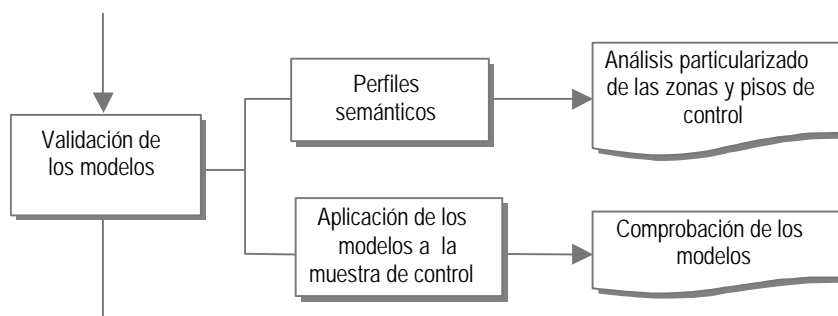 Validación de
los modelos
Perfiles
semánticos
Análisis particularizado
de las zonas y pisos de
control
Aplicación de los
modelos a la
muestra de control
Comprobación de los
modelos